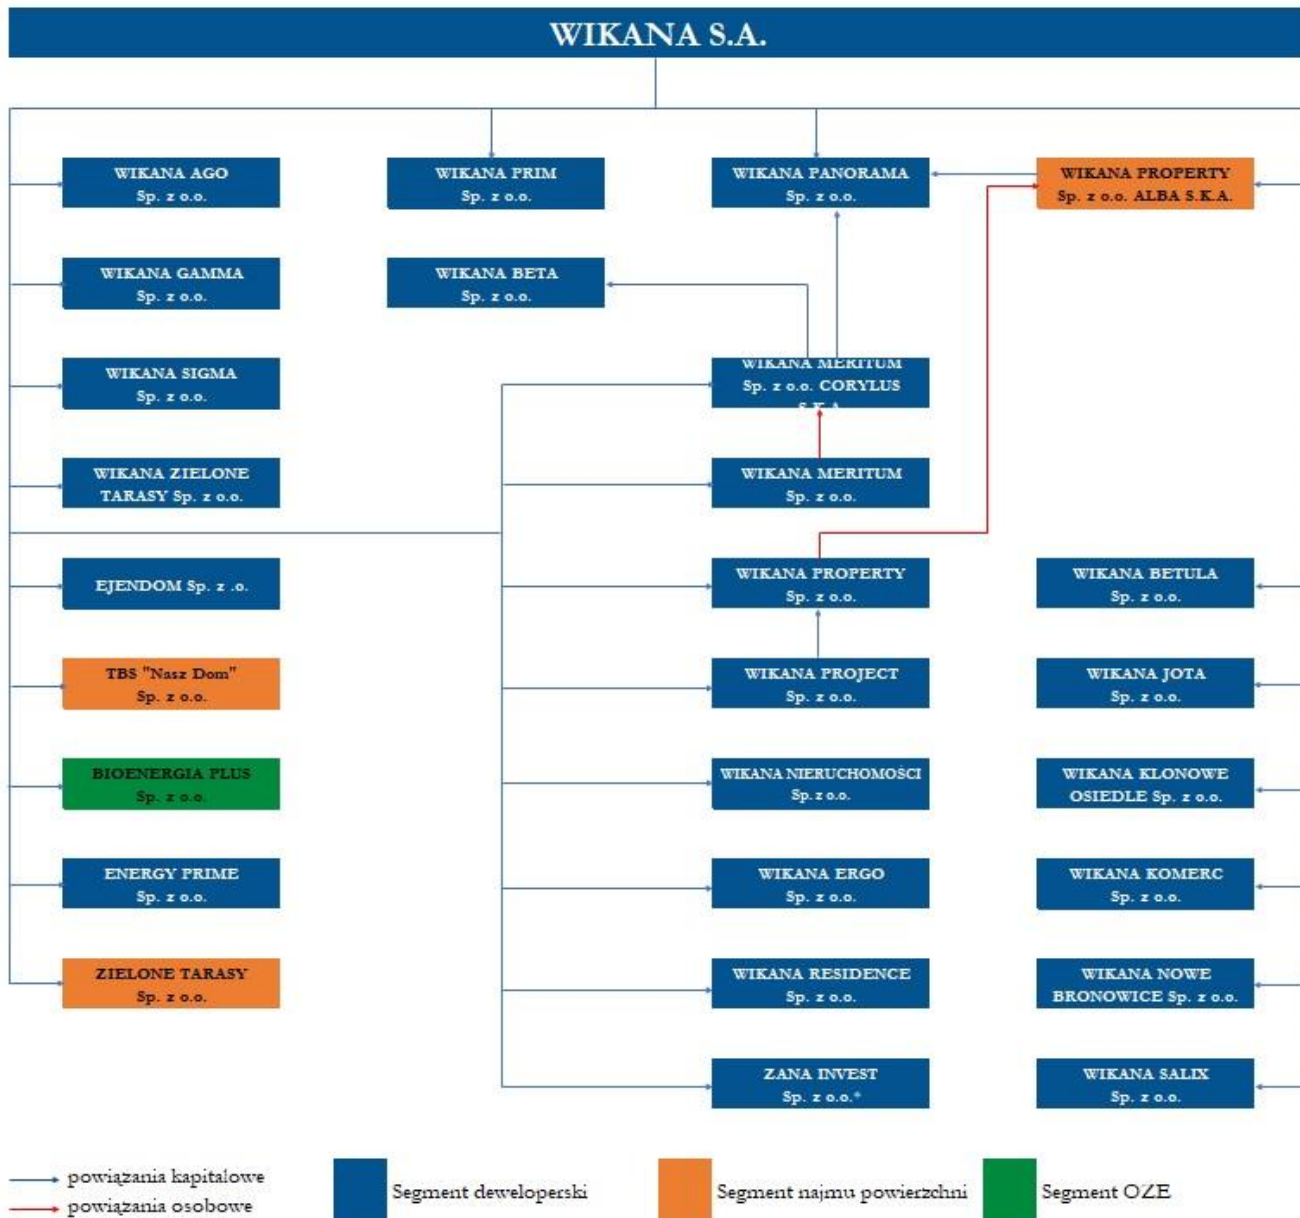 WIKANA S.A.
WIKANA AGO
Sp. z o.o.
WIKANA PRIM
Sp. z o.o.
WIKANA PANORAMA
Sp. z o.o.
WIKANA PROPERTY
Sp. z o.o. ALBA S.K.A.
WIKANA GAMMA
Sp. z o.o.
WIKANA BETA
Sp. z o.o.
WIKANA SIGMA
Sp. z o.o.
WIKANA MERITUM
Sp. z o.o. CORYLUS
S.K.A.
WIKANA ZIELONE
TARASY Sp. z o.o.
WIKANA MERITUM
Sp. z o.o.
EJENDOM Sp. z .o.
WIKANA PROPERTY
Sp. z o.o.
WIKANA BETULA
Sp. z o.o.
TBS "Nasz Dom"
Sp. z o.o.
WIKANA PROJECT
Sp. z o.o.
WIKANA JOTA
Sp. z o.o.
BIOENERGIA PLUS
Sp. z o.o.
WIKANA NIERUCHOMOŚCI
Sp. z o.o.
WIKANA KLONOWE
OSIEDLE Sp. z o.o.
ENERGY PRIME
Sp. z o.o.
WIKANA ERGO
Sp. z o.o.
WIKANA KOMERC
Sp. z o.o.
ZIELONE TARASY
Sp. z o.o.
WIKANA RESIDENCE
Sp. z o.o.
WIKANA NOWE
BRONOWICE Sp. z o.o.
ZANA INVEST
Sp. z o.o.*
WIKANA SALIX
Sp. z o.o.
powiązania kapitałowe
powiązania osobowe
Segment deweloperski
Segment najmu powierzchni
Segment OZE